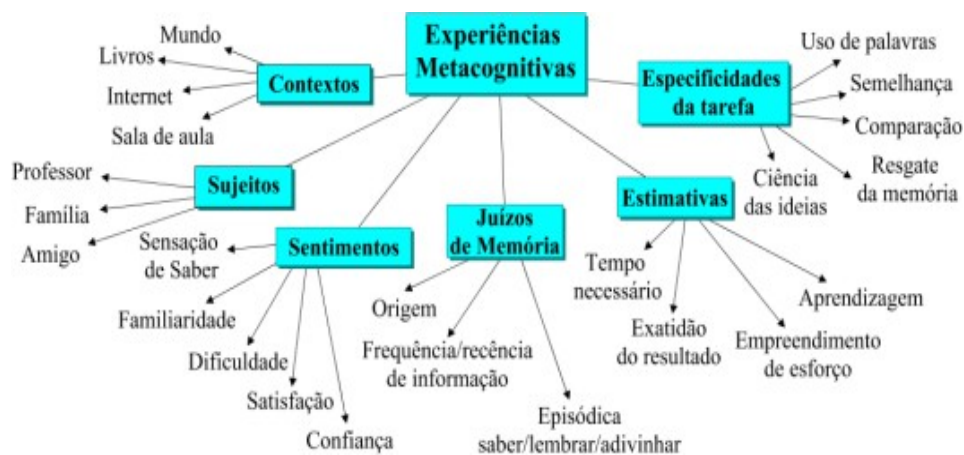 Experiências
Metacognitivas
Contextos
Mundo
Livros
Internet
Sala de aula
Sujeitos
Professor
Família
Amigo
Sentimentos
Sensação
de Saber
Familiaridade
Dificuldade
Satisfação
Confiança
Juízos
de Memória
Origem
Frequência/recência
de informação
Episódica
saber/lembrar/adivinhar
Estimativas
Tempo
necessário
Exatidão
do resultado
Empreendimento
de esforço
Aprendizagem
Especificidades
da tarefa
Uso de palavras
Semelhança
Comparação
Resgate
da memória
Ciência
das ideias